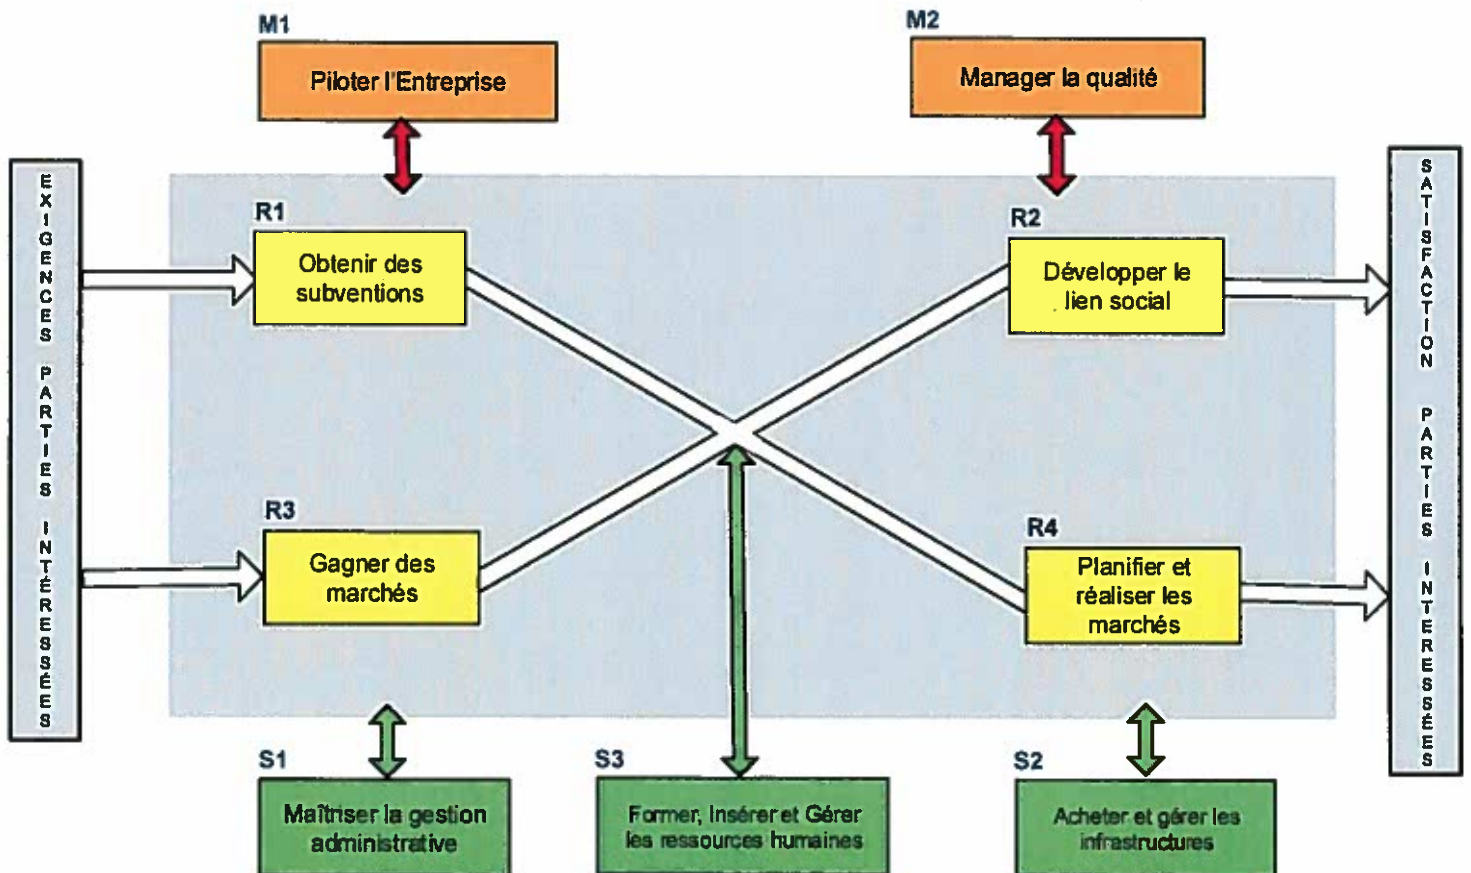 M1
Piloter l'Entreprise
M2
Manager la qualité
EXIGENCES PARTIES INTÉRESSÉES
R1
Obtenir des
subventions
R2
Développer le
lien social
R3
Gagner des
marchés
R4
Planifier et
réaliser les
marchés
SATISFACTION PARTIES INTERESSÉES
S1
Maîtriser la gestion
administrative
S3
Former, Insérer et Gérer
les ressources humaines
S2
Acheter et gérer les
infrastructures